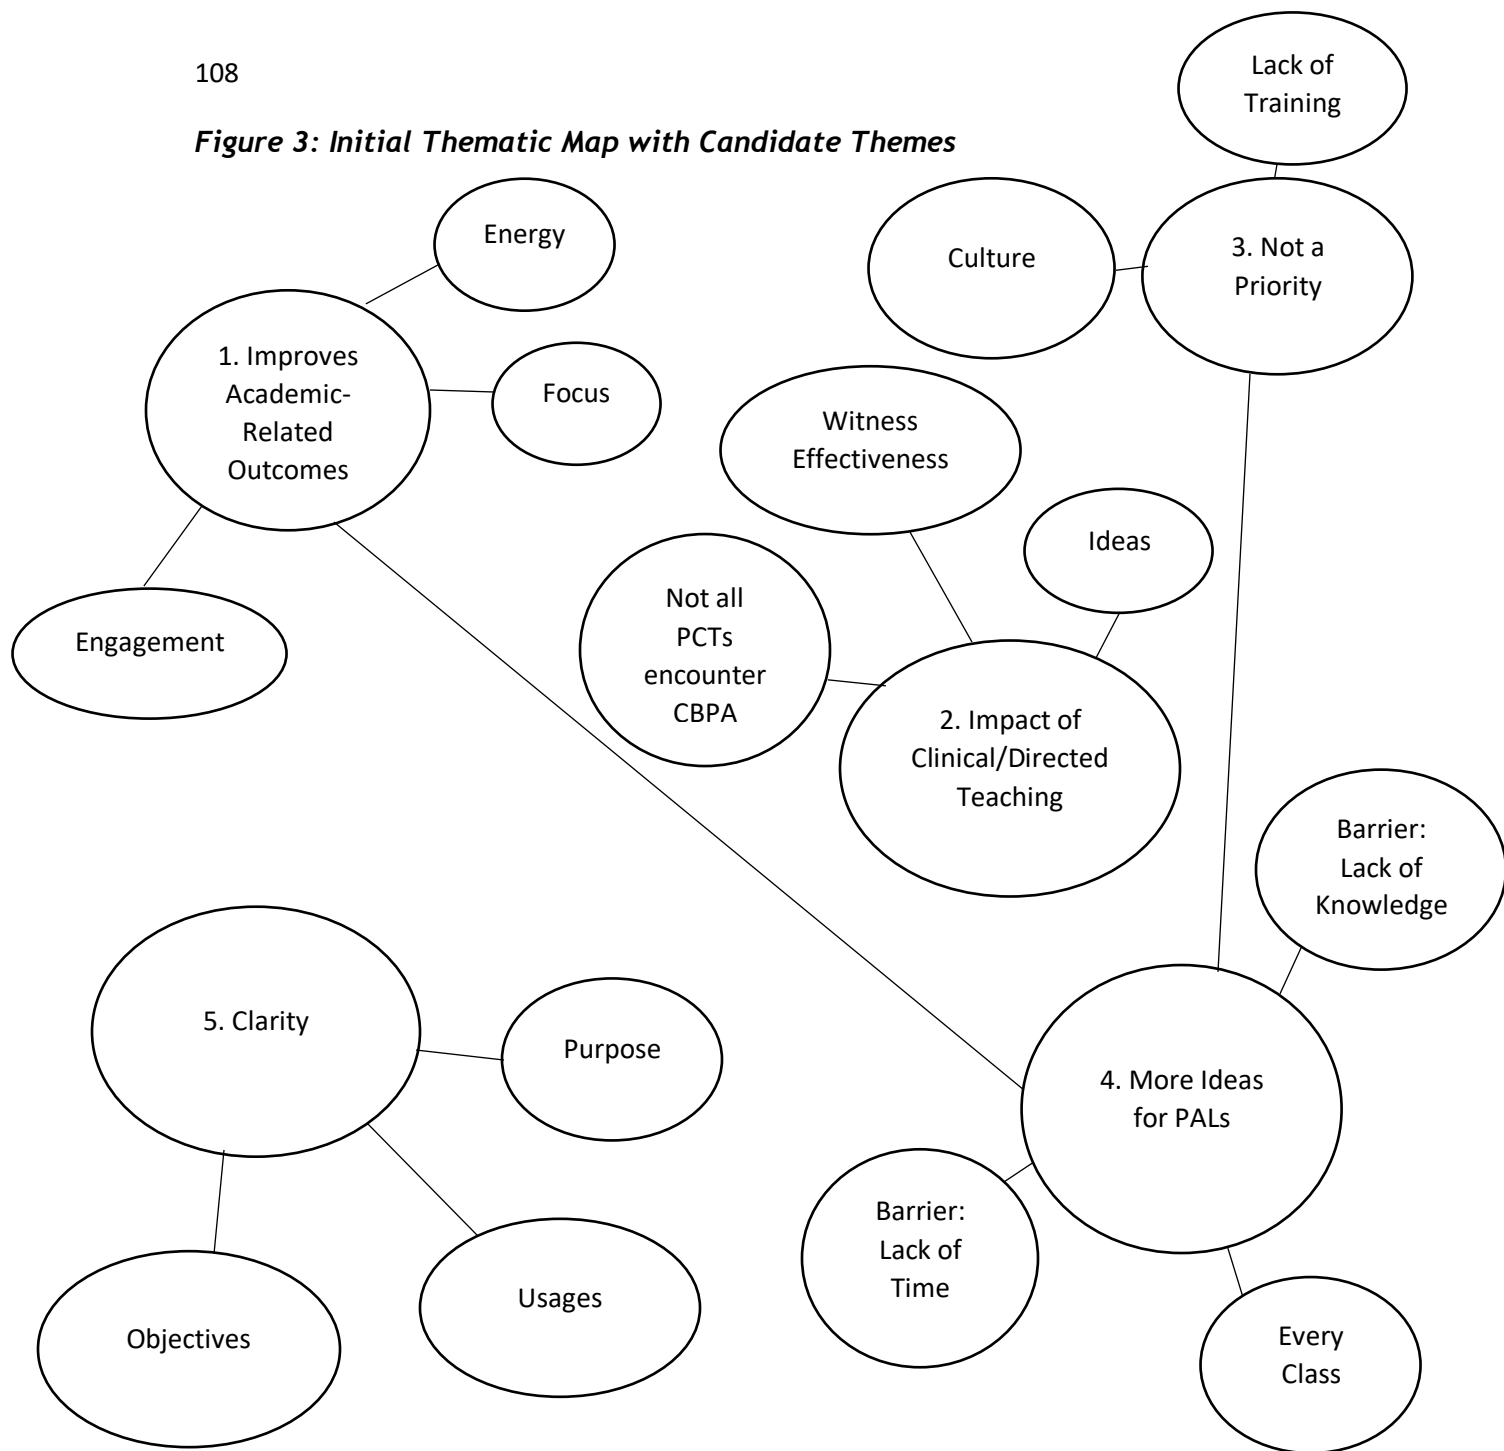 108
Figure 3: Initial Thematic Map with Candidate Themes
Lack of
Training
Energy
Culture
3. Not a
Priority
1. Improves
Academic-
Related
Outcomes
Focus
Witness
Effectiveness
Ideas
Not all
PCTs
encounter
CBPA
Engagement
2. Impact of
Clinical/Directed
Teaching
Barrier:
Lack of
Knowledge
5. Clarity
Purpose
4. More Ideas
for PALs
Barrier:
Lack of
Time
Usages
Objectives
Every
Class